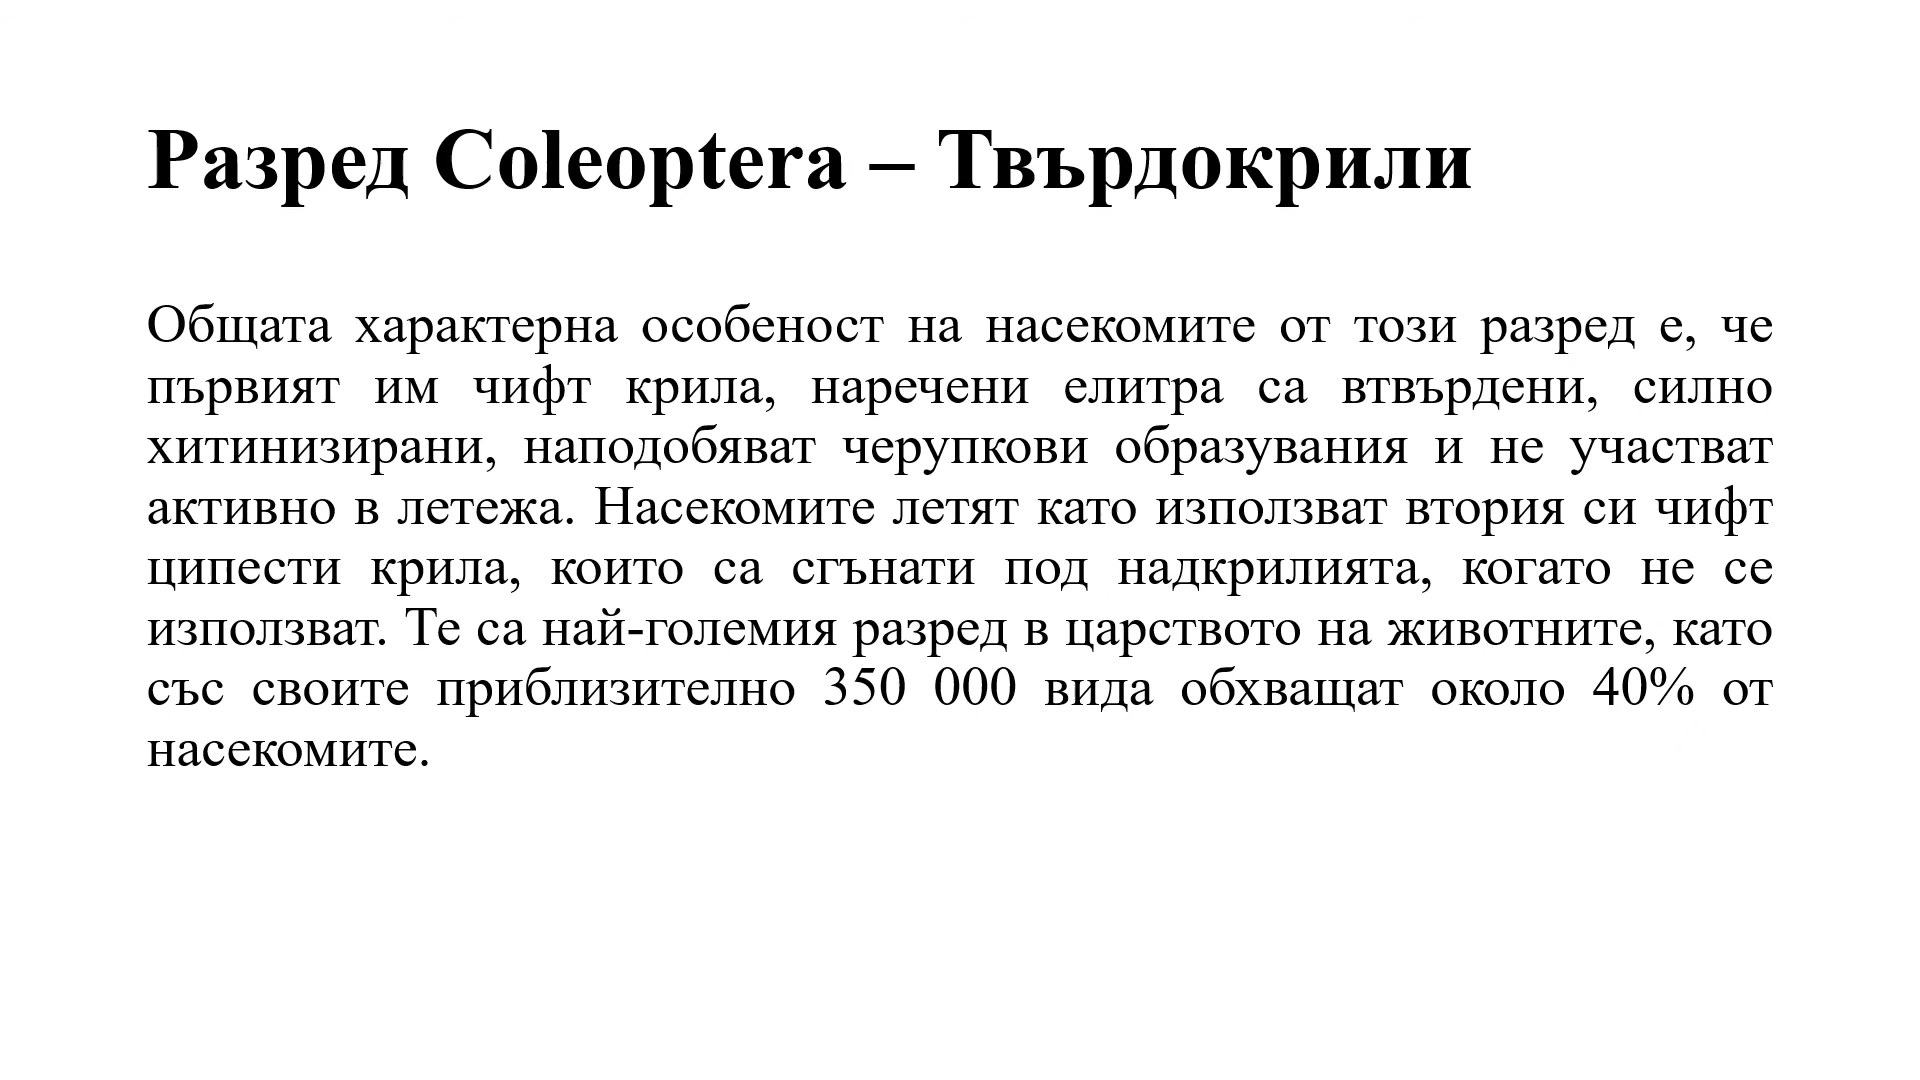 Разред Coleoptera – Твърдокрили
Общата характерна особеност на насекомите от този разред е, че
първият им чифт крила, наречени елитра са втвърдени, силно
хитинизирани, наподобяват черупкови образувания и не участват
активно в летежа. Насекомите летят като използват втория си чифт
ципести крила, които са сгънати под надкрилията, когато не се
използват. Те са най-големия разред в царството на животните, като
със своите приблизително 350 000 вида обхващат около 40% от
насекомите.